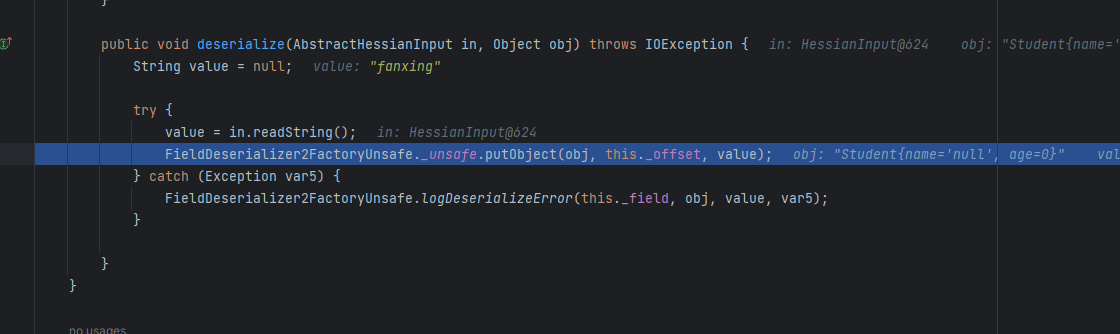 }
public void deserialize(AbstractHessianInput in, Object obj) throws IOException {   in: HessianInput@624    obj: "Student{name='
String value = null;   value: "fanxing"
try {
value = in.readString();   in: HessianInput@624
FieldDeserializer2FactoryUnsafe._unsafe.putObject(obj, this._offset, value);   obj: "Student{name='null', age=0}"    val
} catch (Exception var5) {
FieldDeserializer2FactoryUnsafe.logDeserializeError(this._field, obj, value, var5);
}
}
}
no usages